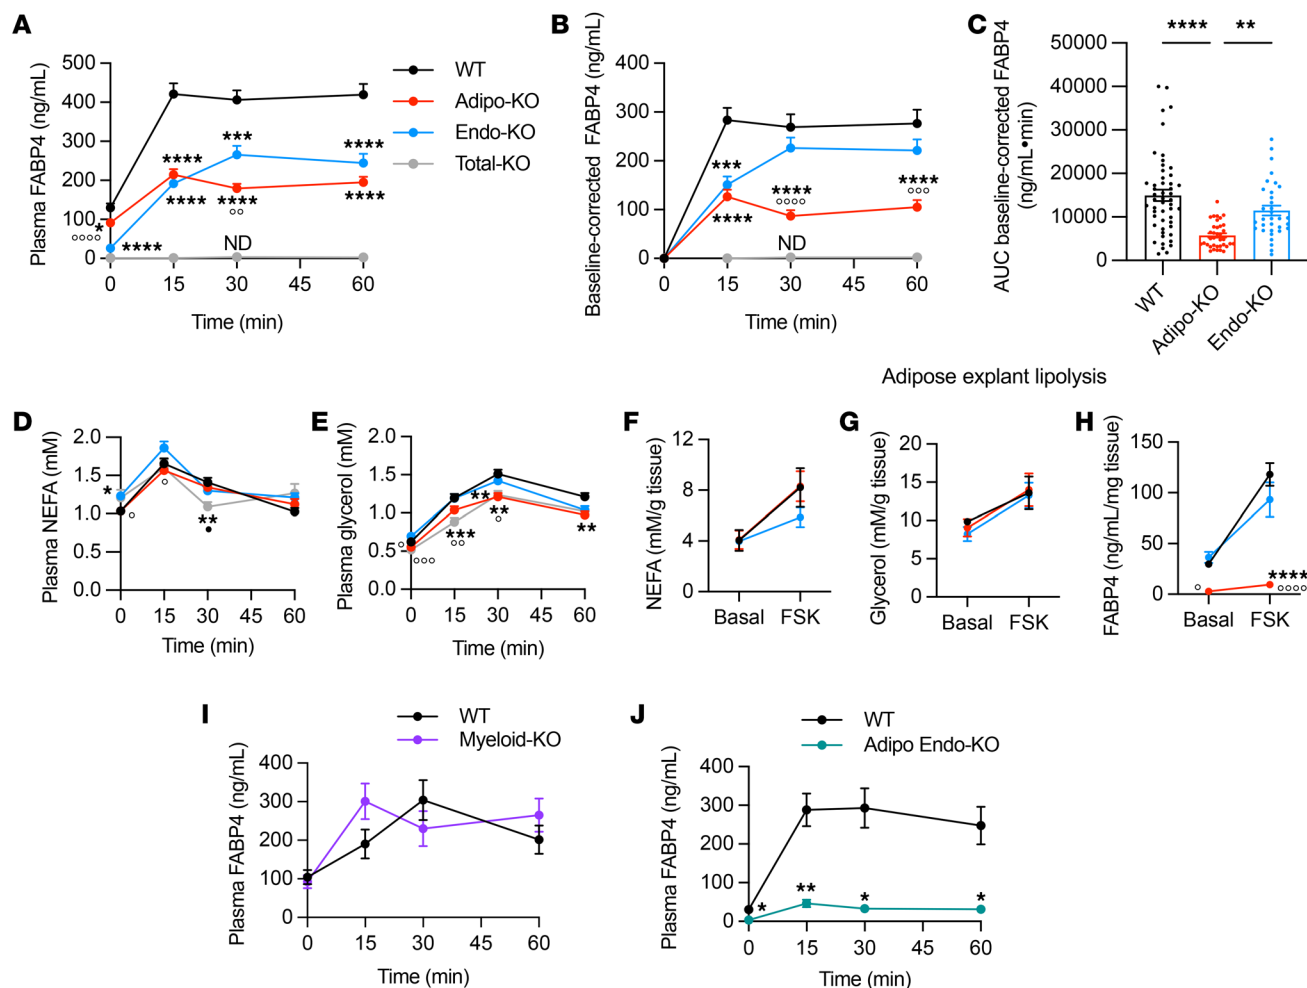 A
Plasma FABP4 (ng/mL)
500
400
300
200
100
0
0
15
30
45
60
Time (min)
****
****
***
****
****
°°
****
****
*
°°°°
****
ND
WT
Adipo-KO
Endo-KO
Total-KO
B
Baseline-corrected FABP4 (ng/mL)
400
300
200
100
0
0
15
30
45
60
Time (min)
***
****
****
°°°°
****
°°°
ND
C
AUC baseline-corrected FABP4
(ng/mL•min)
50000
40000
30000
20000
10000
0
****
**
WT
Adipo-KO
Endo-KO
Adipose explant lipolysis
D
Plasma NEFA (mM)
2.0
1.5
1.0
0.5
0.0
0
15
30
45
60
Time (min)
*
°
°
**
•
E
Plasma glycerol (mM)
2.0
1.5
1.0
0.5
0.0
0
15
30
45
60
Time (min)
°
°°°
**
***
°°
**
°
**
F
NEFA (mM/g tissue)
12
8
4
0
Basal
FSK
G
Glycerol (mM/g tissue)
20
15
10
5
0
Basal
FSK
H
FABP4 (ng/mL/mg tissue)
150
100
50
0
Basal
FSK
°
****
°°°°
I
WT
Myeloid-KO
Plasma FABP4 (ng/mL)
400
300
200
100
0
0
15
30
45
60
Time (min)
J
WT
Adipo Endo-KO
Plasma FABP4 (ng/mL)
400
300
200
100
0
0
15
30
45
60
Time (min)
*
**
*
*